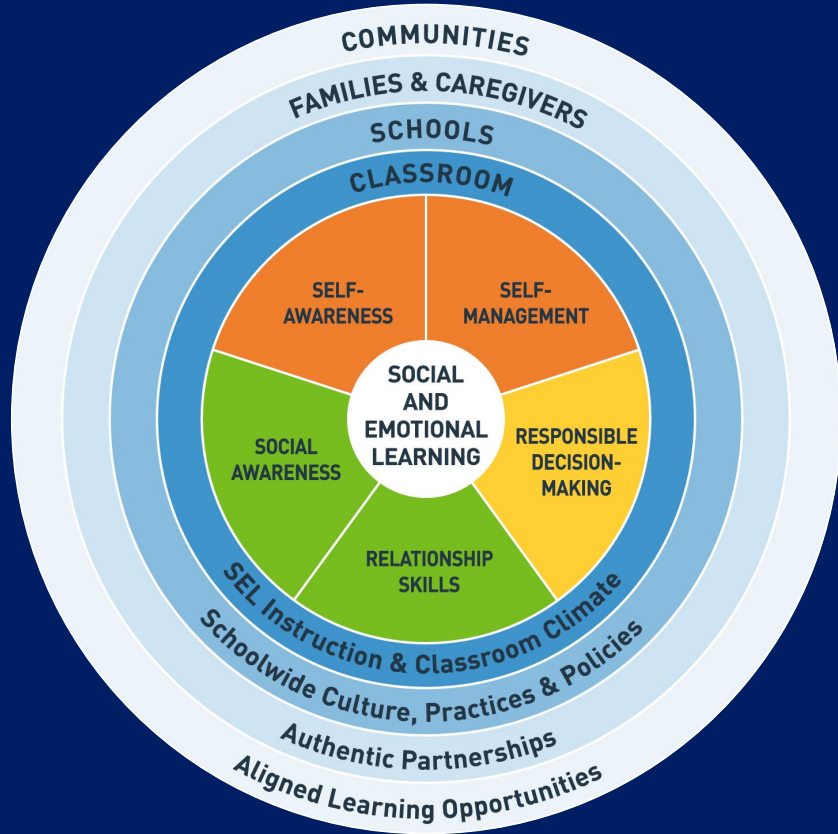 COMMUNITIES
FAMILIES & CAREGIVERS
SCHOOLS
CLASSROOM
SELF-
AWARENESS
SELF-
MANAGEMENT
SOCIAL
AND
EMOTIONAL
LEARNING
SOCIAL
AWARENESS
RESPONSIBLE
DECISION-
MAKING
RELATIONSHIP
SKILLS
SEL Instruction & Classroom Climate
Schoolwide Culture, Practices & Policies
Authentic Partnerships
Aligned Learning Opportunities